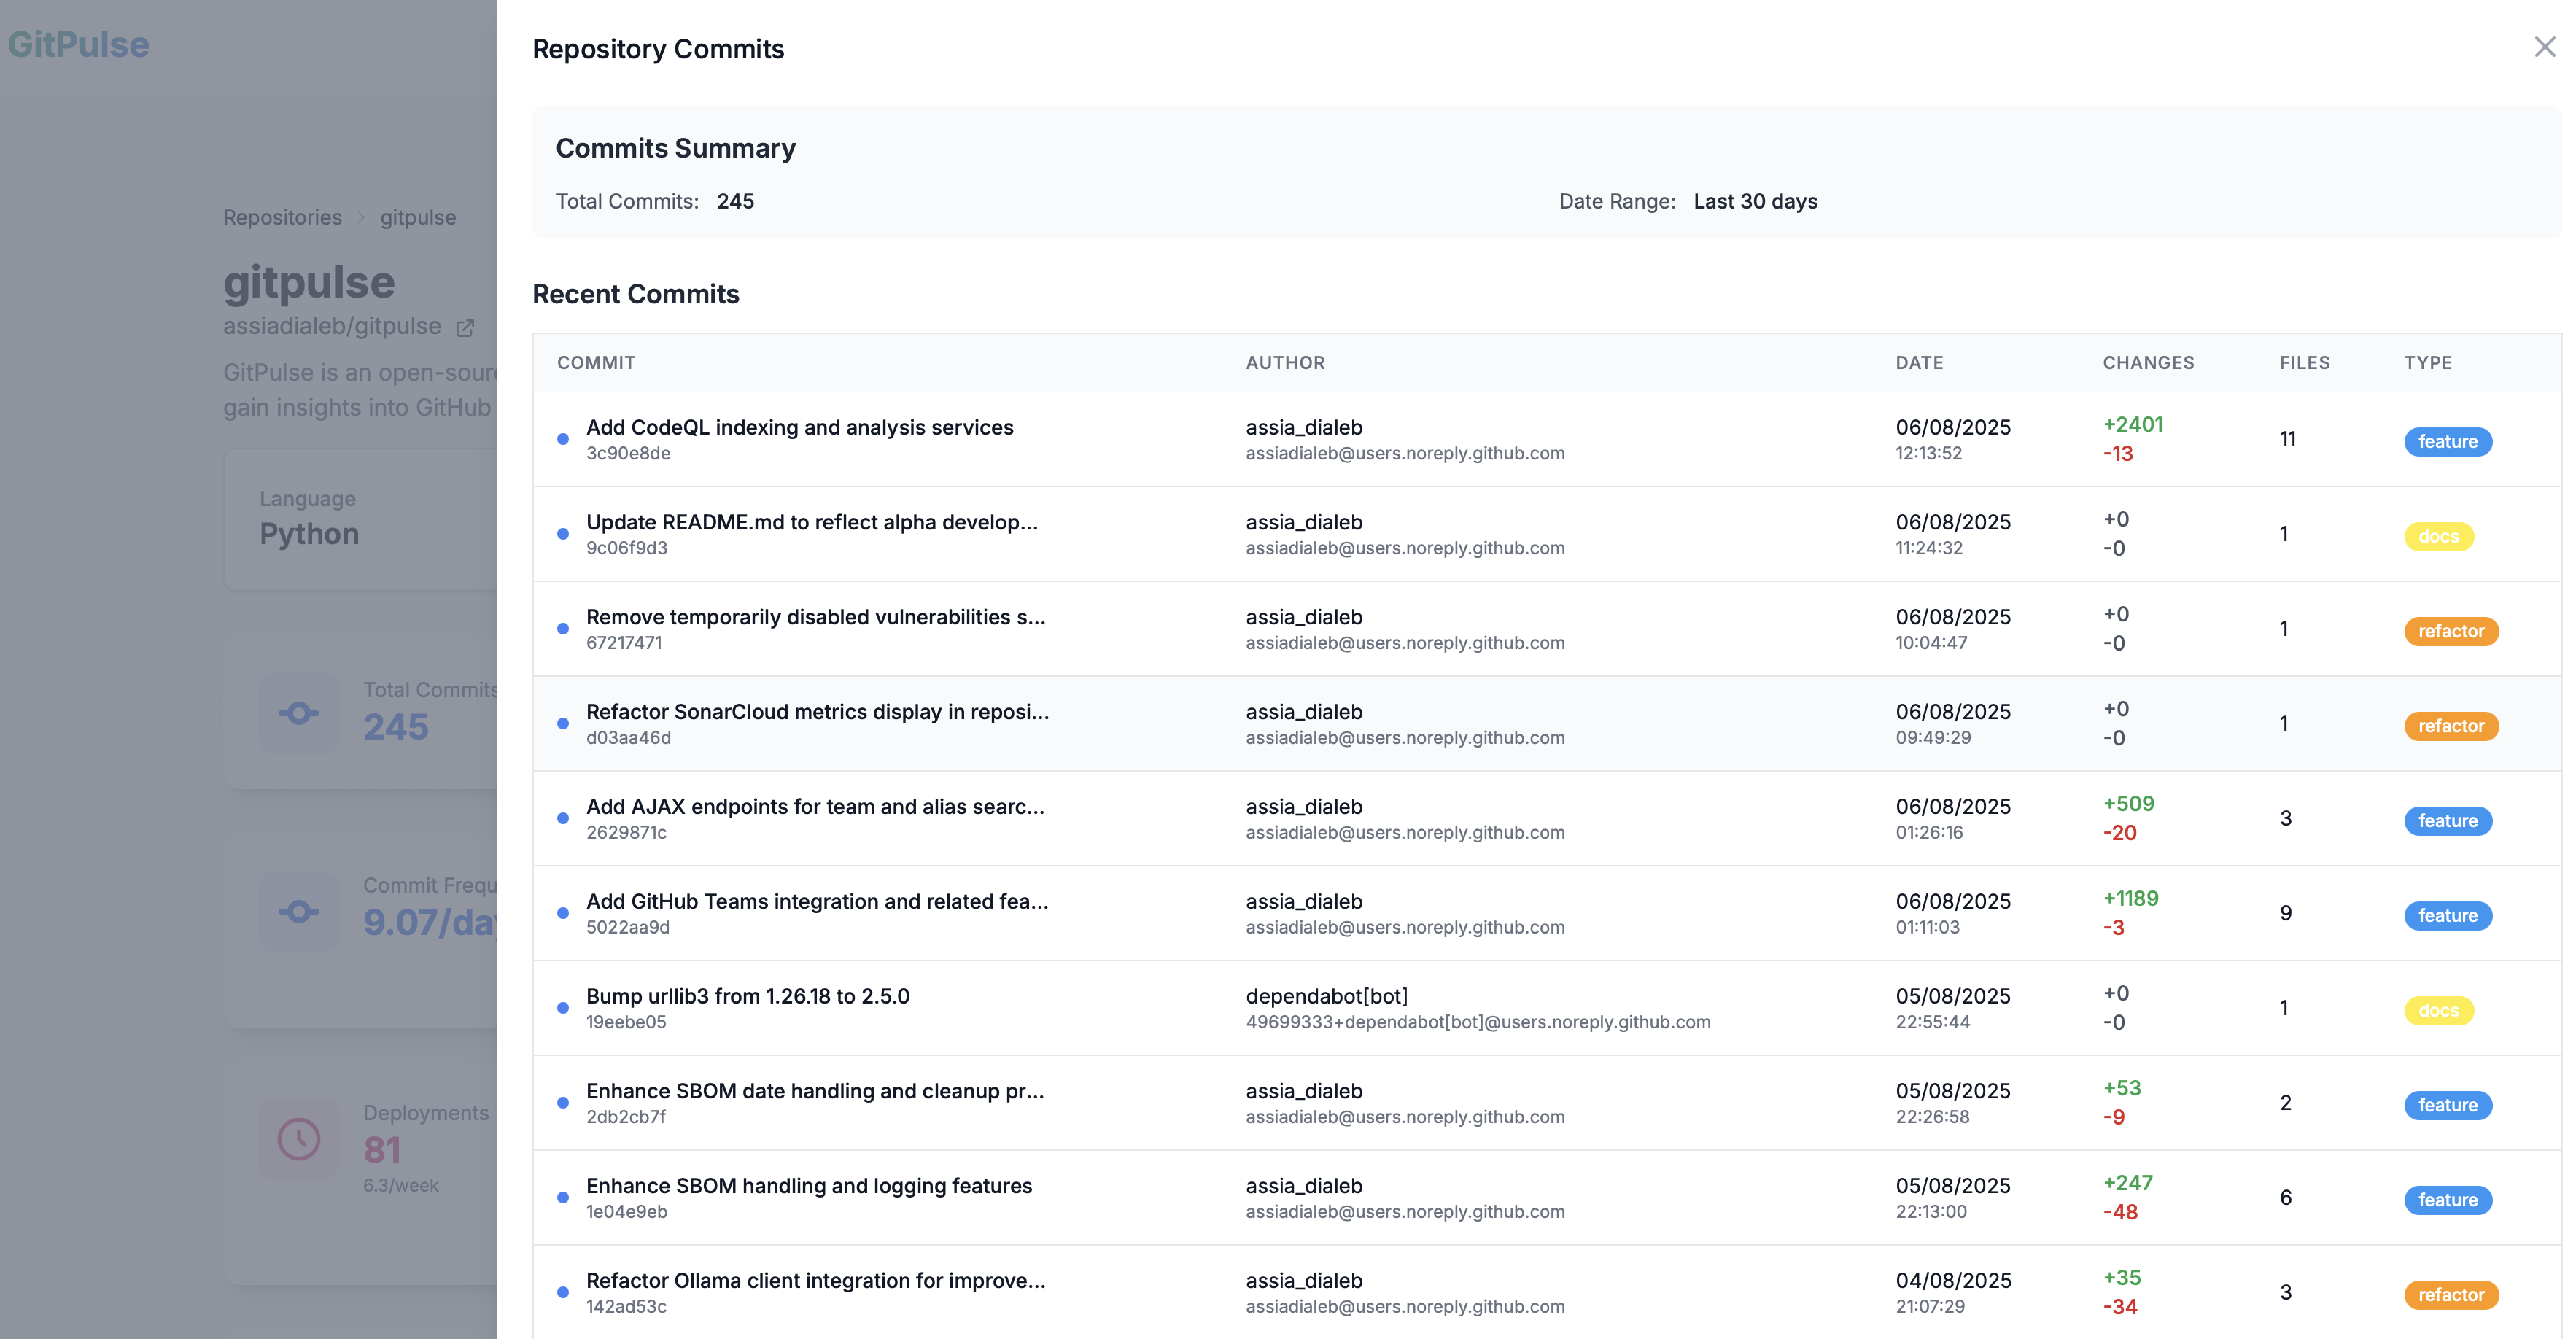 GitPulse
Repositories > gitpulse
gitpulse
assiadialeb/gitpulse
GitPulse is an open-sourc
gain insights into GitHub
Language
Python
Total Commits
245
Commit Frequ
9.07/day
Deployments
81
6.3/week
Repository Commits
Commits Summary
Total Commits: 245 Date Range: Last 30 days
Recent Commits
COMMIT AUTHOR DATE CHANGES FILES TYPE
Add CodeQL indexing and analysis services assia_dialeb 06/08/2025 +2401 11 feature
3c90e8de assiadialeb@users.noreply.github.com 12:13:52 -13
Update README.md to reflect alpha develop... assia_dialeb 06/08/2025 +0 1 docs
9c06f9d3 assiadialeb@users.noreply.github.com 11:24:32 -0
Remove temporarily disabled vulnerabilities s... assia_dialeb 06/08/2025 +0 1 refactor
67217471 assiadialeb@users.noreply.github.com 10:04:47 -0
Refactor SonarCloud metrics display in reposi... assia_dialeb 06/08/2025 +0 1 refactor
d03aa46d assiadialeb@users.noreply.github.com 09:49:29 -0
Add AJAX endpoints for team and alias searc... assia_dialeb 06/08/2025 +509 3 feature
2629871c assiadialeb@users.noreply.github.com 01:26:16 -20
Add GitHub Teams integration and related fea... assia_dialeb 06/08/2025 +1189 9 feature
5022aa9d assiadialeb@users.noreply.github.com 01:11:03 -3
Bump urllib3 from 1.26.18 to 2.5.0 dependabot[bot] 05/08/2025 +0 1 docs
19eebe05 49699333+dependabot[bot]@users.noreply.github.com 22:55:44 -0
Enhance SBOM date handling and cleanup pr... assia_dialeb 05/08/2025 +53 2 feature
2db2cb7f assiadialeb@users.noreply.github.com 22:26:58 -9
Enhance SBOM handling and logging features assia_dialeb 05/08/2025 +247 6 feature
1e04e9eb assiadialeb@users.noreply.github.com 22:13:00 -48
Refactor Ollama client integration for improve... assia_dialeb 04/08/2025 +35 3 refactor
142ad53c assiadialeb@users.noreply.github.com 21:07:29 -34